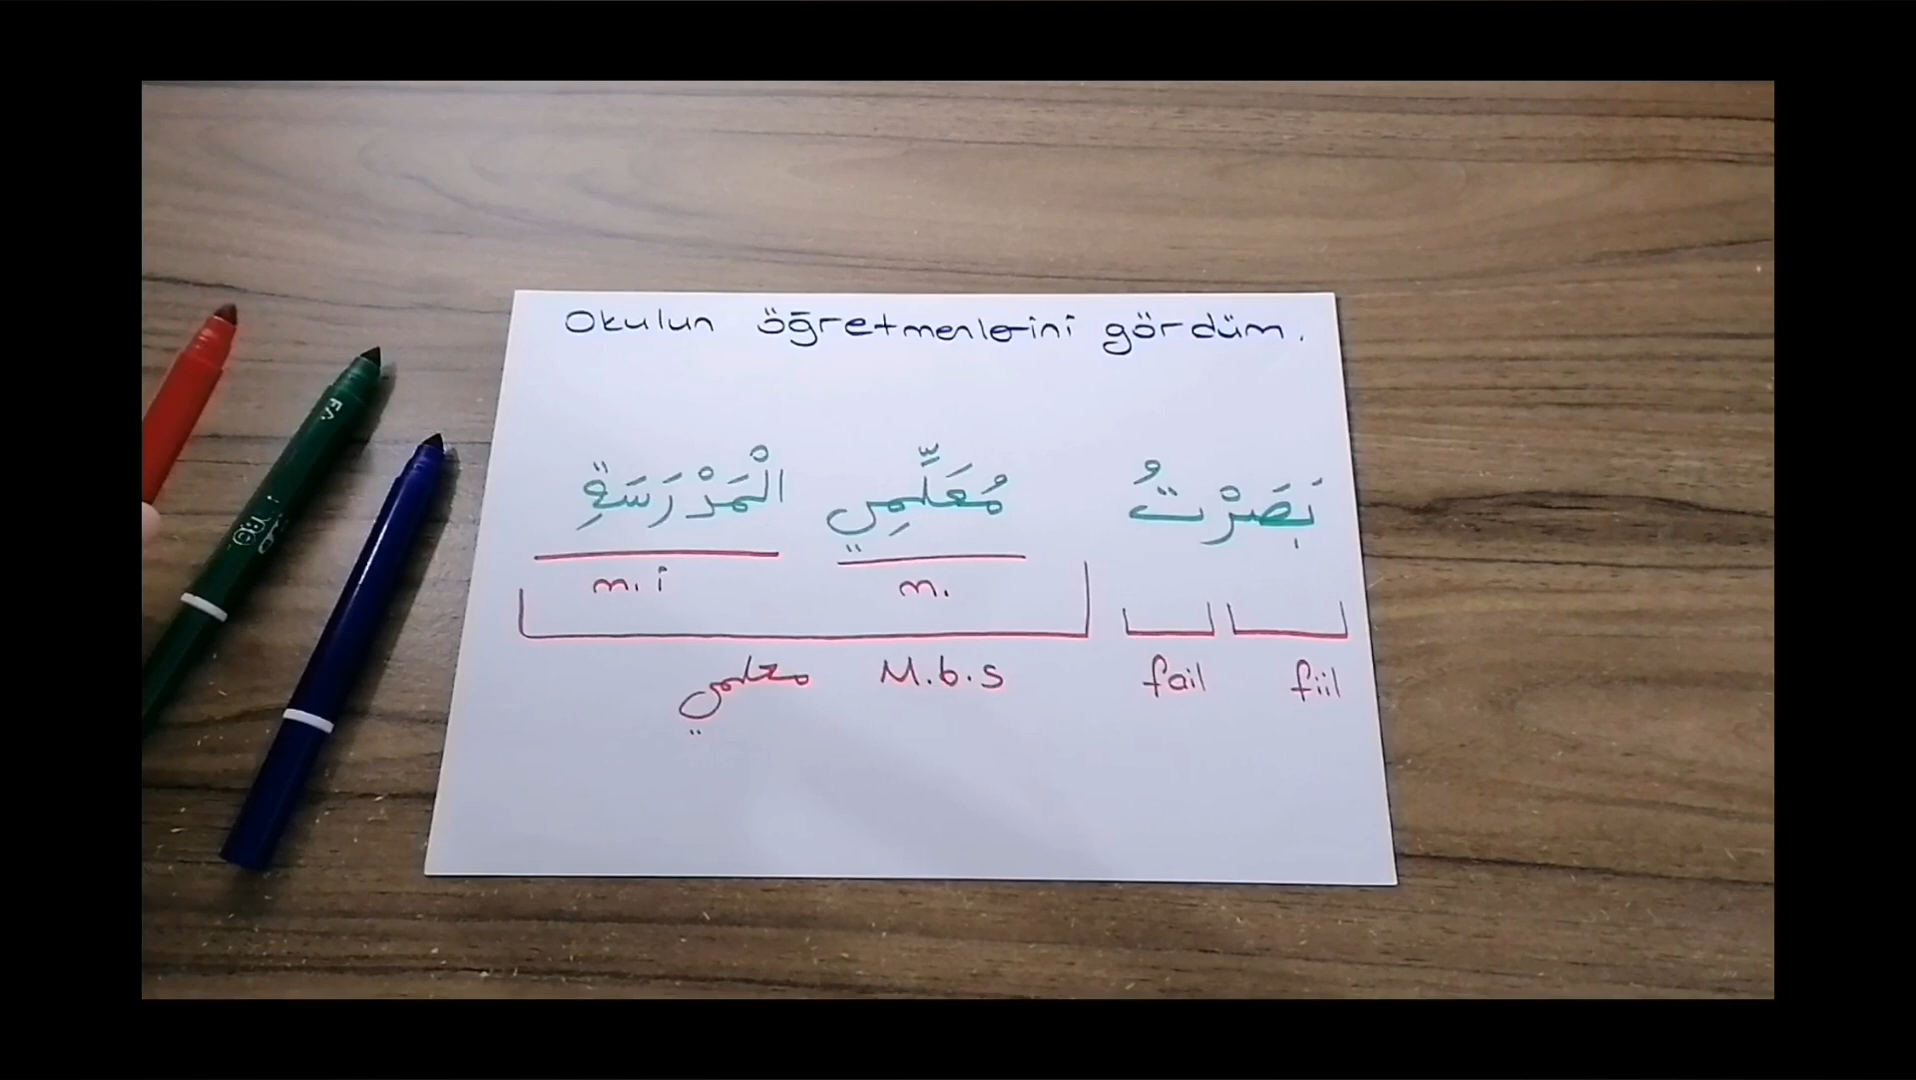 Okulun öğretmenlerini gördüm.
بَصَرْتُ مُعَلِّمِي الْمَدْرَسَةِ
m. i m.
fiil fail M.b.s معلمي